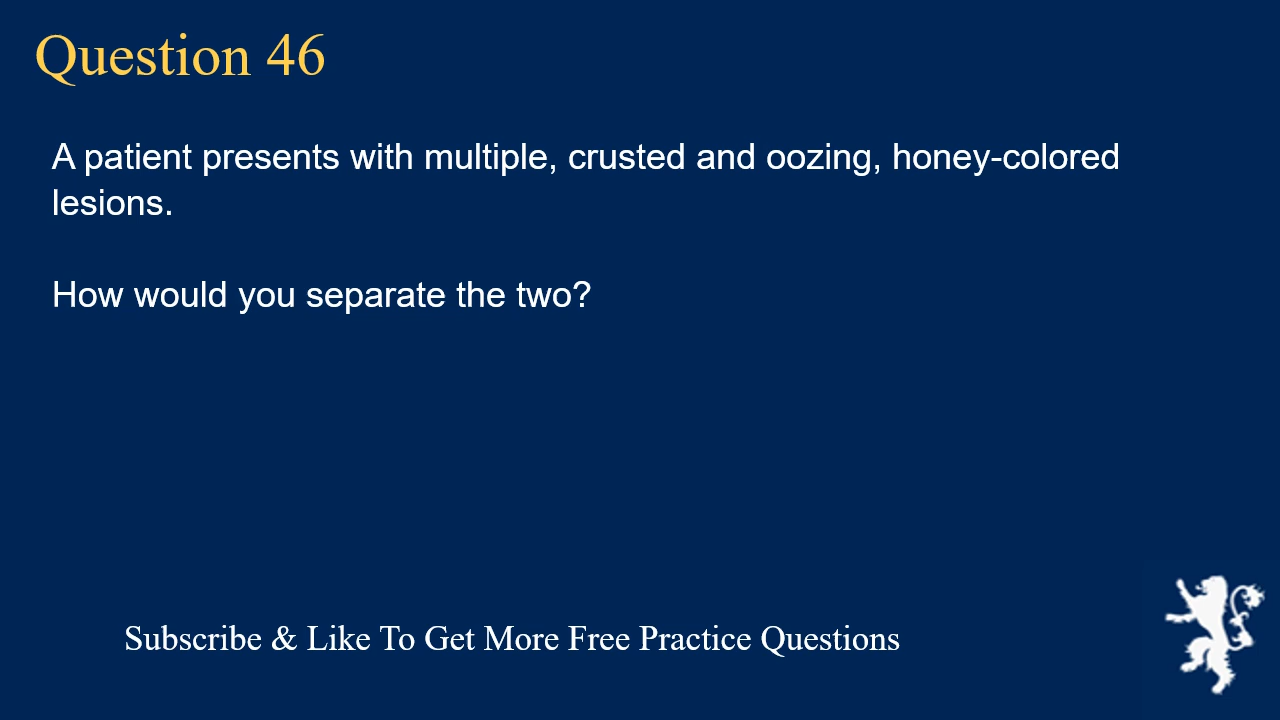 Question 46
A patient presents with multiple, crusted and oozing, honey-colored
lesions.
How would you separate the two?
Subscribe & Like To Get More Free Practice Questions